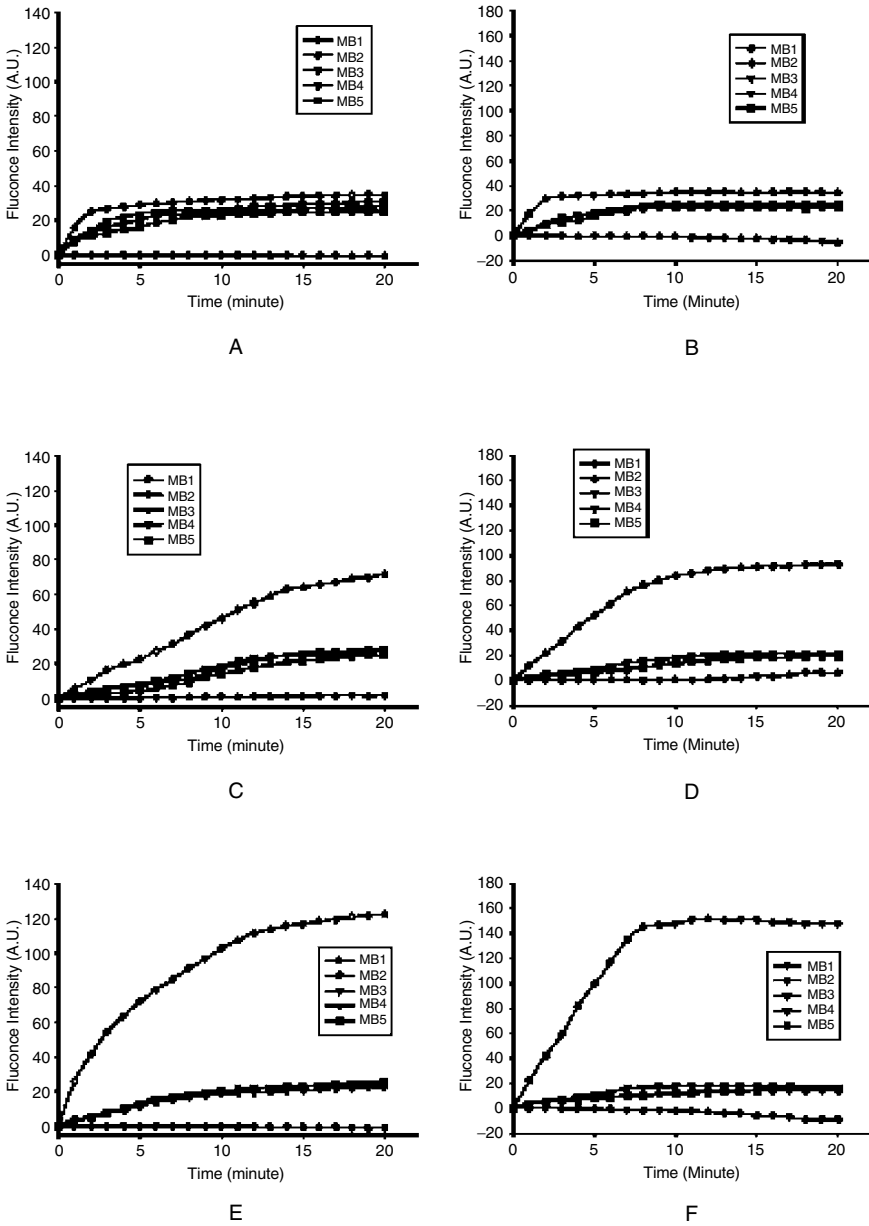 140
120
100
80
60
40
20
0
Fluconce Intensity (A.U.)
MB1
MB2
MB3
MB4
MB5
0 5 10 15 20
Time (minute)
A
180
160
140
120
100
80
60
40
20
0
−20
Fluconce Intensity (A.U.)
MB1
MB2
MB3
MB4
MB5
0 5 10 15 20
Time (Minute)
B
140
120
100
80
60
40
20
0
Fluconce Intensity (A.U.)
MB1
MB2
MB3
MB4
MB5
0 5 10 15 20
Time (minute)
C
180
160
140
120
100
80
60
40
20
0
−20
Fluconce Intensity (A.U.)
MB1
MB2
MB3
MB4
MB5
0 5 10 15 20
Time (Minute)
D
140
120
100
80
60
40
20
0
Fluconce Intensity (A.U.)
MB1
MB2
MB3
MB4
MB5
0 5 10 15 20
Time (minute)
E
180
160
140
120
100
80
60
40
20
0
−20
Fluconce Intensity (A.U.)
MB1
MB2
MB3
MB4
MB5
0 5 10 15 20
Time (Minute)
F